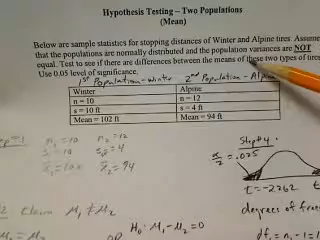 Hypothesis Testing – Two Populations
(Mean)
Below are sample statistics for stopping distances of Winter and Alpine tires. Assume
that the populations are normally distributed and the population variances are NOT
equal. Test to see if there are differences between the means of these two types of tires
Use 0.05 level of significance.
1st Population - Winter 2nd Population - Alpine
Winter Alpine
n = 10 n = 12
s = 10 ft s = 4 ft
Mean = 102 ft Mean = 94 ft
Step #1 n1 = 10 n2 = 12
s1 = 10 s2 = 4
x̄1 = 102 x̄2 = 94
Step #4
α/2 = .025
t = -2.262 t
Claim μ1 ≠ μ2
degrees of free
OR H0: μ1 - μ2 = 0
df1 = n1 - 1 =